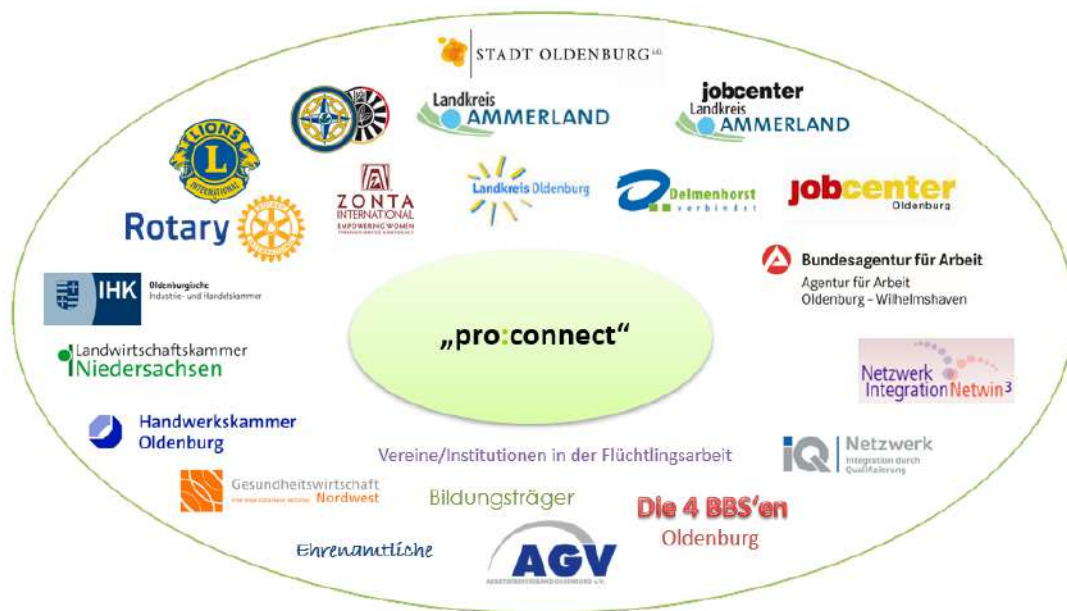 STADT OLDENBURG i.O.
Landkreis
AMMERLAND
jobcenter
Landkreis
AMMERLAND
LIONS
L
INTERNATIONAL
ZONTA
INTERNATIONAL
EMPOWERING WOMEN
Landkreis Oldenburg
Delmenhorst
verbindet
jobcenter
Oldenburg
Rotary
Bundesagentur für Arbeit
Agentur für Arbeit
Oldenburg – Wilhelmshaven
IHK
Oldenburgische
Industrie- und Handelskammer
„pro:connect“
Landwirtschaftskammer
Niedersachsen
Netzwerk
Integration Netwin³
Handwerkskammer
Oldenburg
Vereine/Institutionen in der Flüchtlingsarbeit
iQ
Netzwerk
Integration durch
Qualifizierung
Gesundheitswirtschaft
Nordwest
Bildungsträger
Die 4 BBS‘en
Oldenburg
Ehrenamtliche
AGV
ARBEITGEBERVERBAND OLDENBURG e.V.